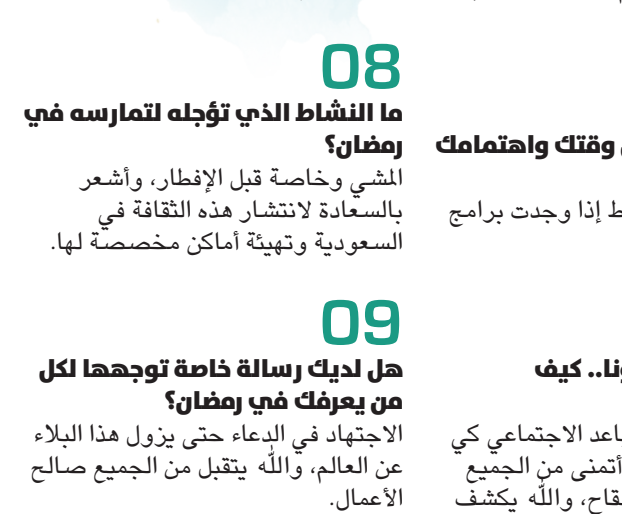 08
ما النشاط الذي تؤجله لتمارسه في
رمضان؟
المشي وخاصة قبل الإفطار، وأشعر
بالسعادة لانتشار هذه الثقافة في
السعودية وتهيئة أماكن مخصصة لها.
09
هل لديك رسالة خاصة توجهها لكل
من يعرفك في رمضان؟
الاجتهاد في الدعاء حتى يزول هذا البلاء
عن العالم، والله يتقبل من الجميع صالح
الأعمال.
وقتك واهتمامك
إذا وجدت برامج
كيف
الاجتماعي كي
أتمنى من الجميع
والله يكشف